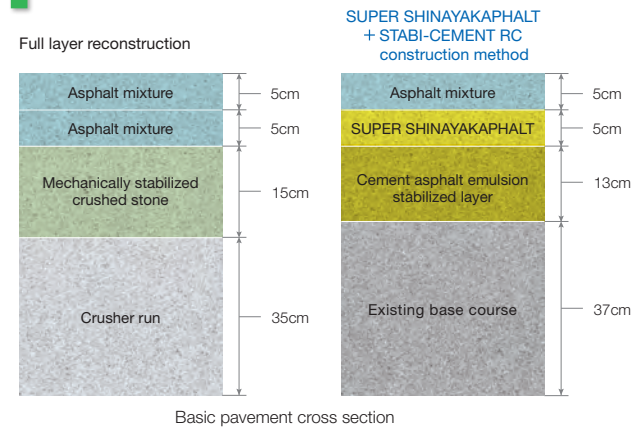 Full layer reconstruction
Asphalt mixture
5cm
Asphalt mixture
5cm
Mechanically stabilized
crushed stone
15cm
Crusher run
35cm
SUPER SHINAYAKAPHALT
+ STABI-CEMENT RC
construction method
Asphalt mixture
5cm
SUPER SHINAYAKAPHALT
5cm
Cement asphalt emulsion
stabilized layer
13cm
Existing base course
37cm
Basic pavement cross section